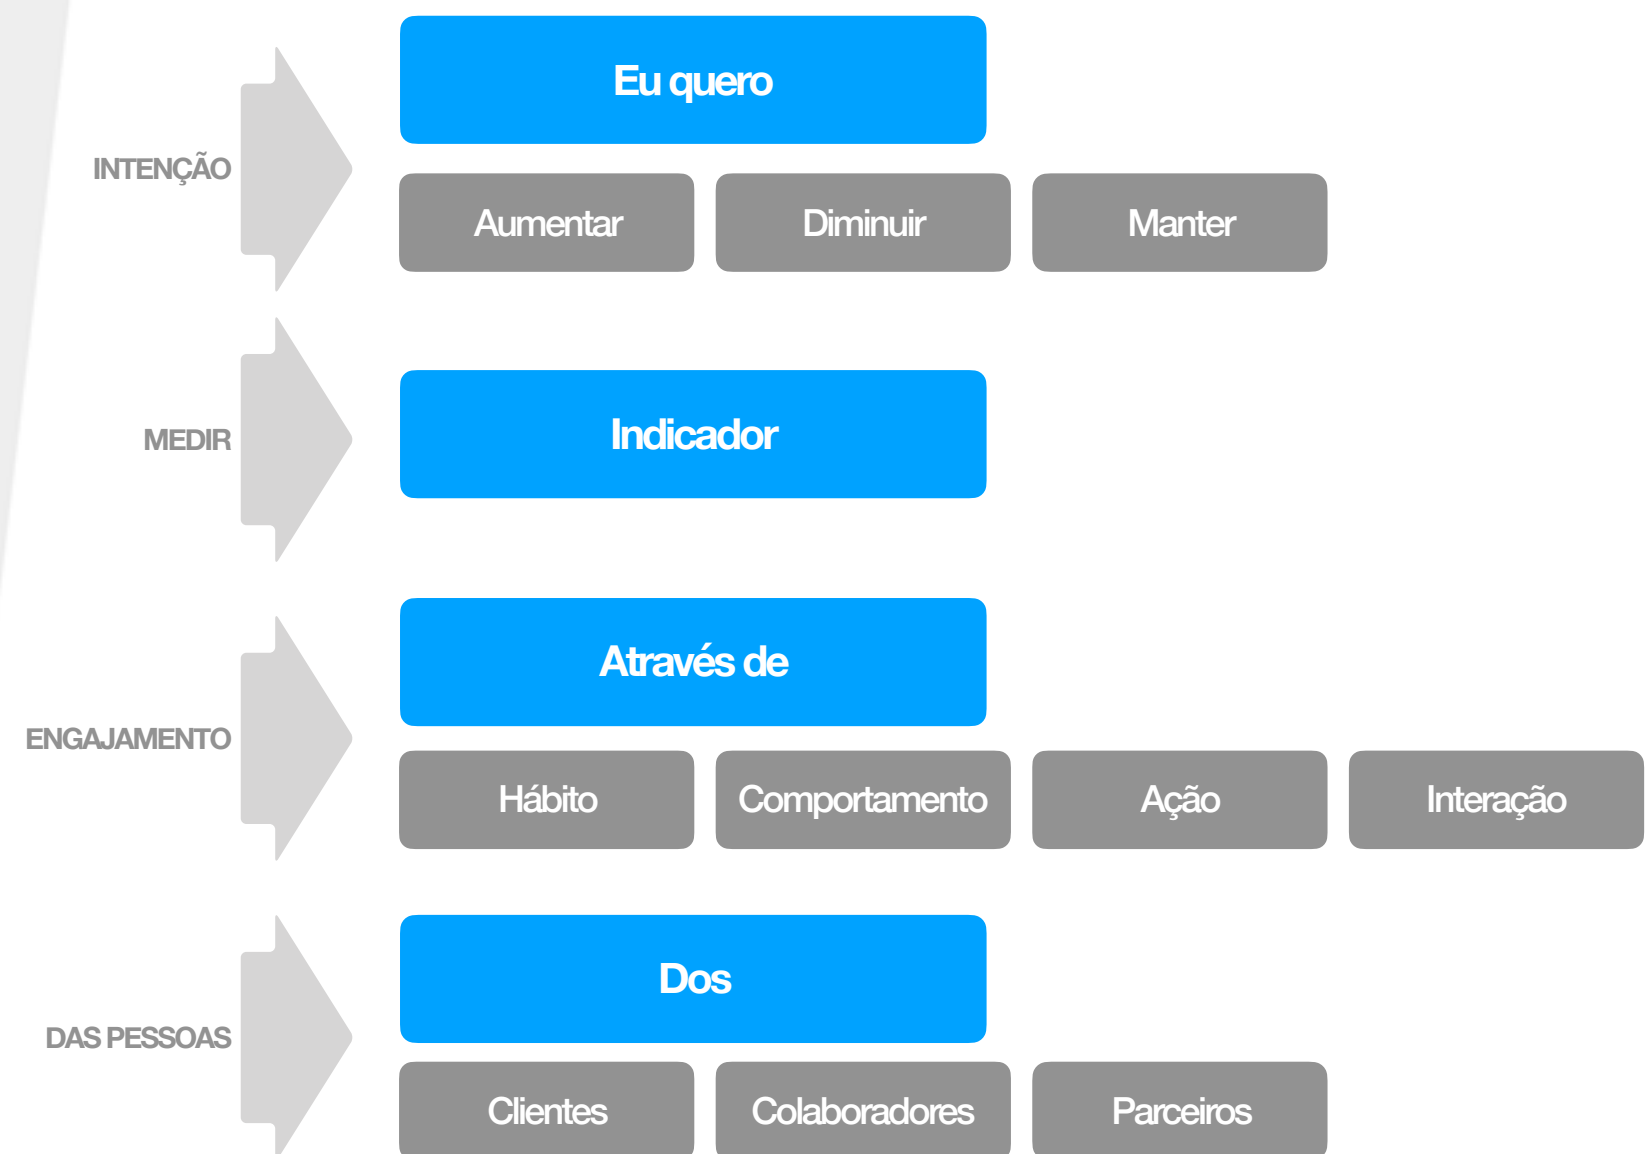 Eu quero
INTENÇÃO
Aumentar Diminuir Manter
MEDIR
Indicador
Através de
ENGAJAMENTO
Hábito Comportamento Ação Interação
Dos
DAS PESSOAS
Clientes Colaboradores Parceiros